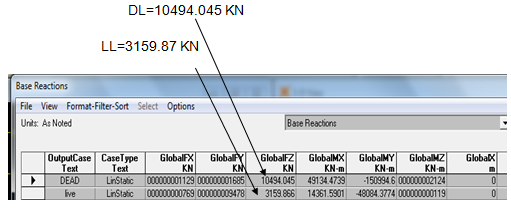 DL=10494.045 KN
LL=3159.87 KN
Base Reactions
File View Format-Filter-Sort Select Options
Units: As Noted
Base Reactions
OutputCase Text CaseType Text GlobalFX KN GlobalFY KN GlobalFZ KN GlobalMX KN-m GlobalMY KN-m GlobalMZ KN-m GlobalX m
DEAD LinStatic 000000001129 000000001685 10494.045 49134.4739 -150994.6 000000002124 0
live LinStatic 000000000769 000000009478 3159.866 14361.5901 -48084.3774 000000000119 0